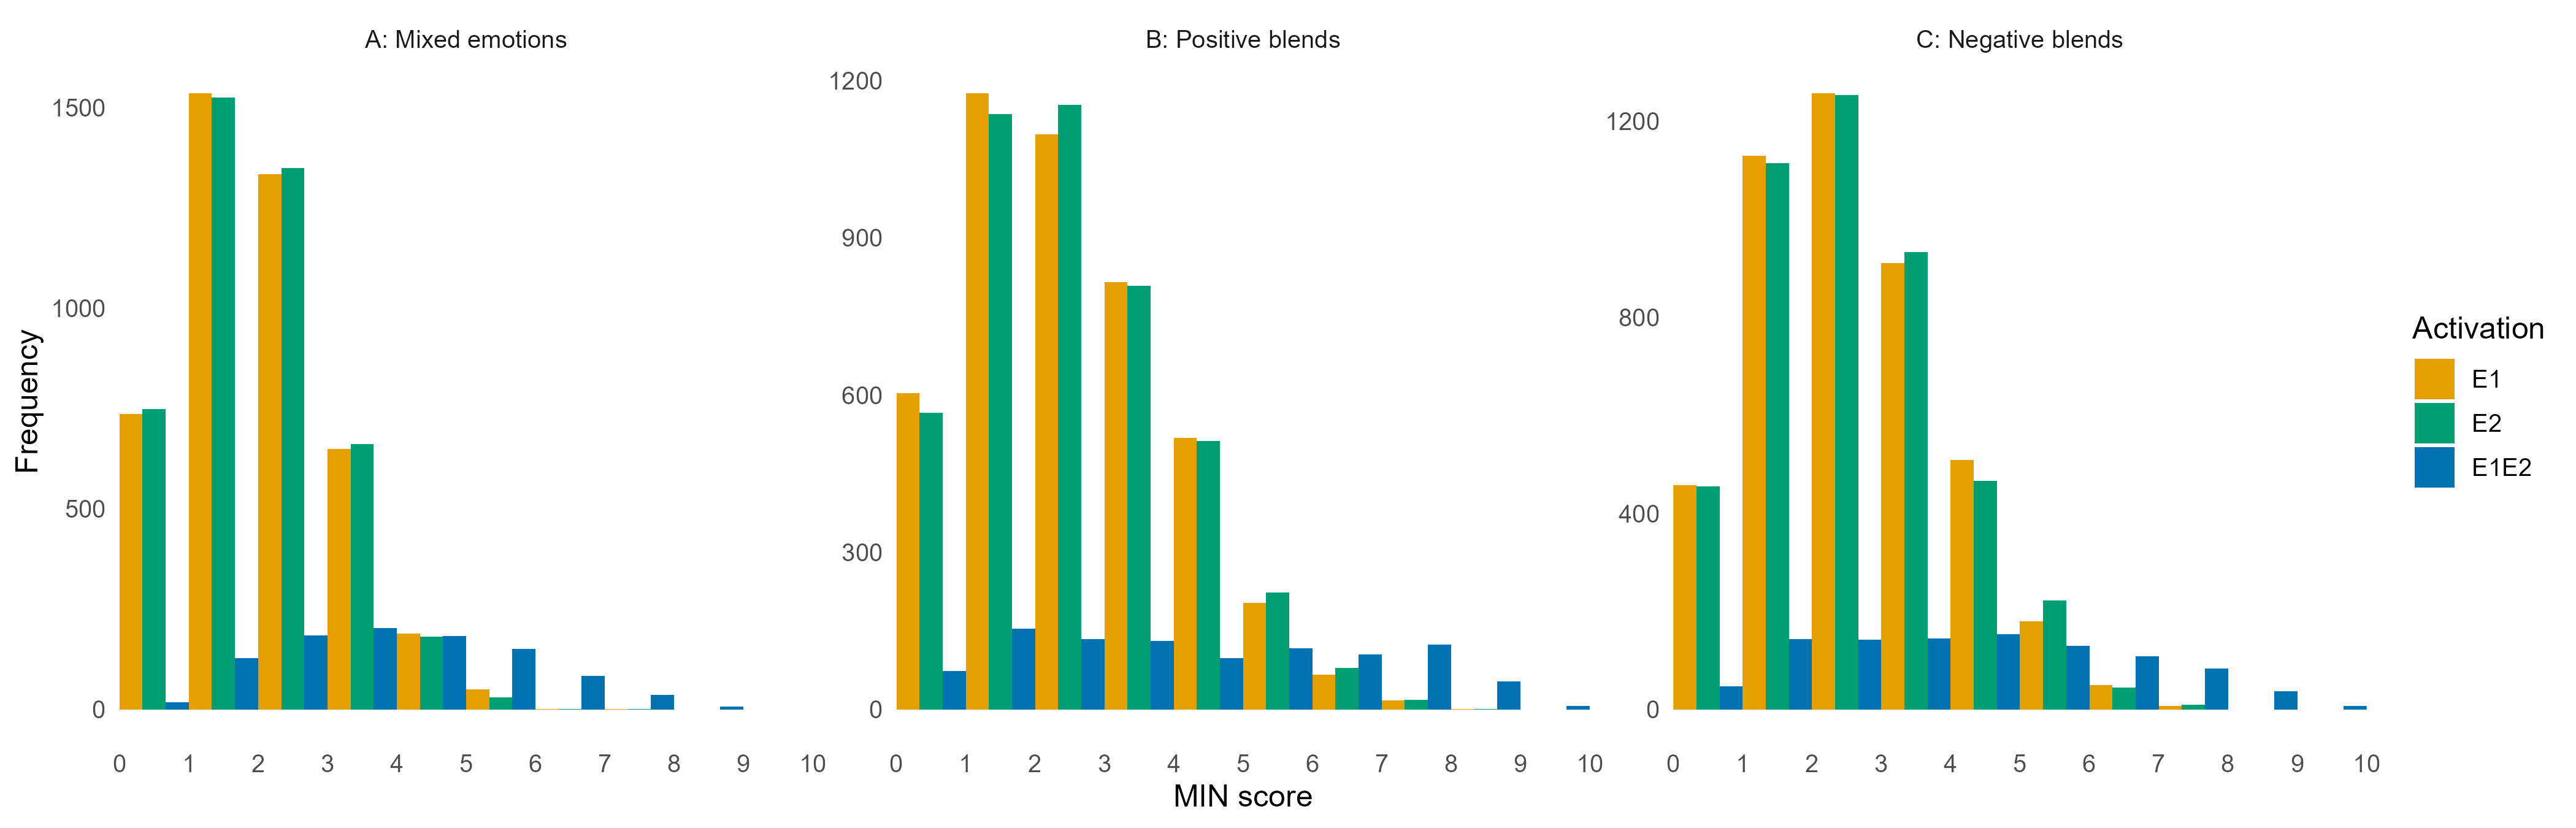 A: Mixed emotions
B: Positive blends
C: Negative blends
1500
1000
500
0
1200
900
600
300
0
1200
800
400
0
Frequency
0 1 2 3 4 5 6 7 8 9 10
0 1 2 3 4 5 6 7 8 9 10
0 1 2 3 4 5 6 7 8 9 10
MIN score
Activation
E1
E2
E1E2